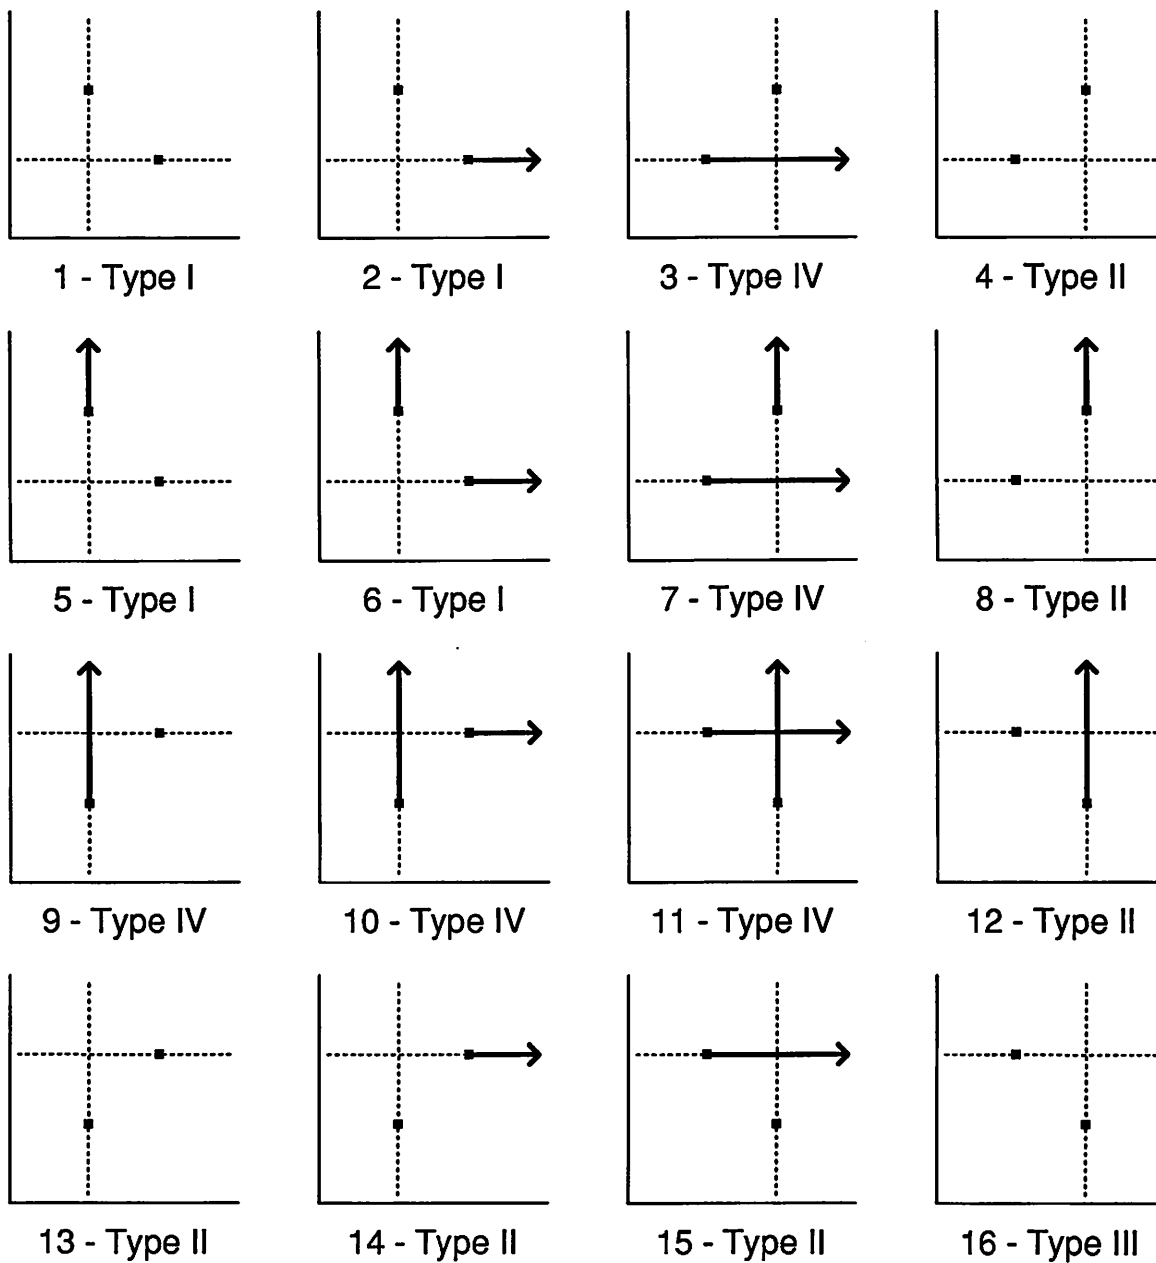 1 - Type I
2 - Type I
3 - Type IV
4 - Type II
5 - Type I
6 - Type I
7 - Type IV
8 - Type II
9 - Type IV
10 - Type IV
11 - Type IV
12 - Type II
13 - Type II
14 - Type II
15 - Type II
16 - Type III